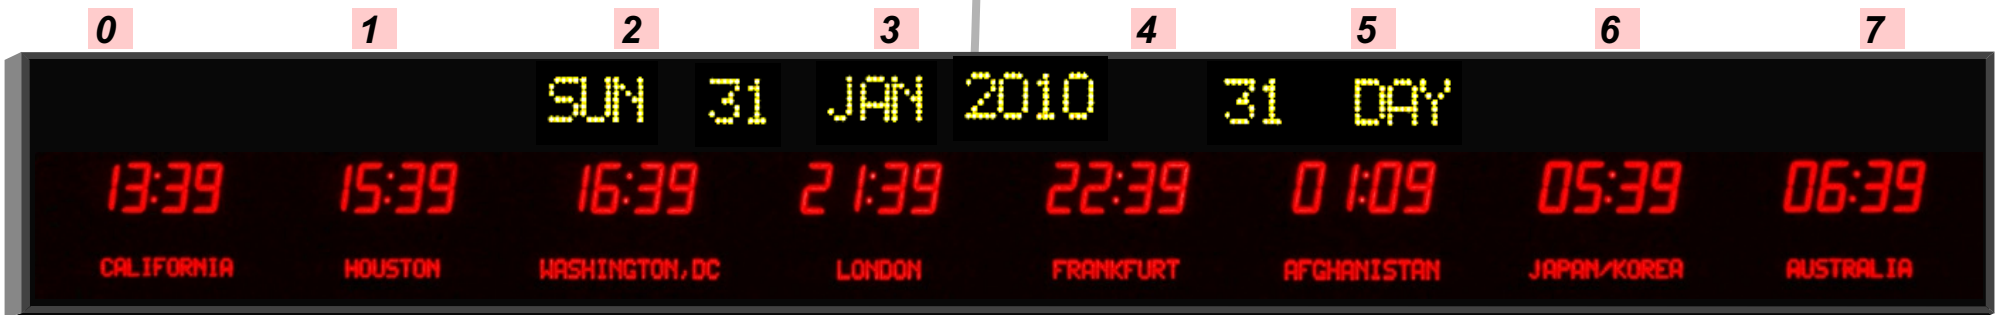 0 1 2 3 4 5 6 7
SUN 31 JAN 2010 31 DAY
13:39 15:39 16:39 21:39 22:39 01:09 05:39 06:39
CALIFORNIA HOUSTON WASHINGTON,DC LONDON FRANKFURT AFGHANISTAN JAPAN/KOREA AUSTRALIA